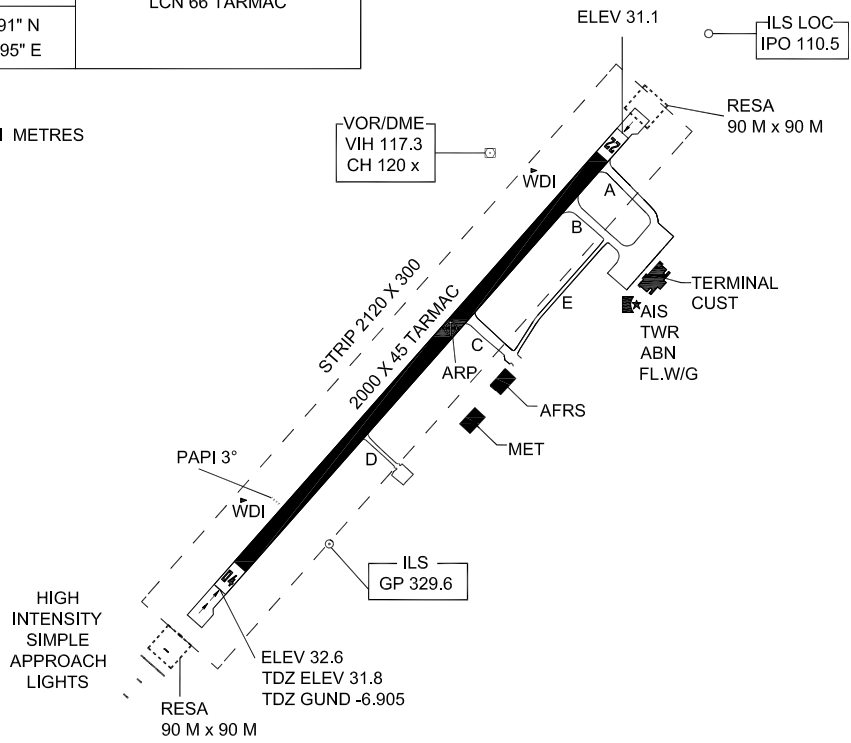 LCN 66 TARMAC
91" N
95" E
METRES
ELEV 31.1
ILS LOC
IPO 110.5
RESA
90 M x 90 M
VOR/DME
VIH 117.3
CH 120 x
WDI
22
A
B
E
TERMINAL
CUST
AIS
TWR
ABN
FL.W/G
STRIP 2120 X 300
2000 X 45 TARMAC
C
ARP
AFRS
MET
D
PAPI 3°
WDI
ILS
GP 329.6
04
HIGH
INTENSITY
SIMPLE
APPROACH
LIGHTS
ELEV 32.6
TDZ ELEV 31.8
TDZ GUND -6.905
RESA
90 M x 90 M